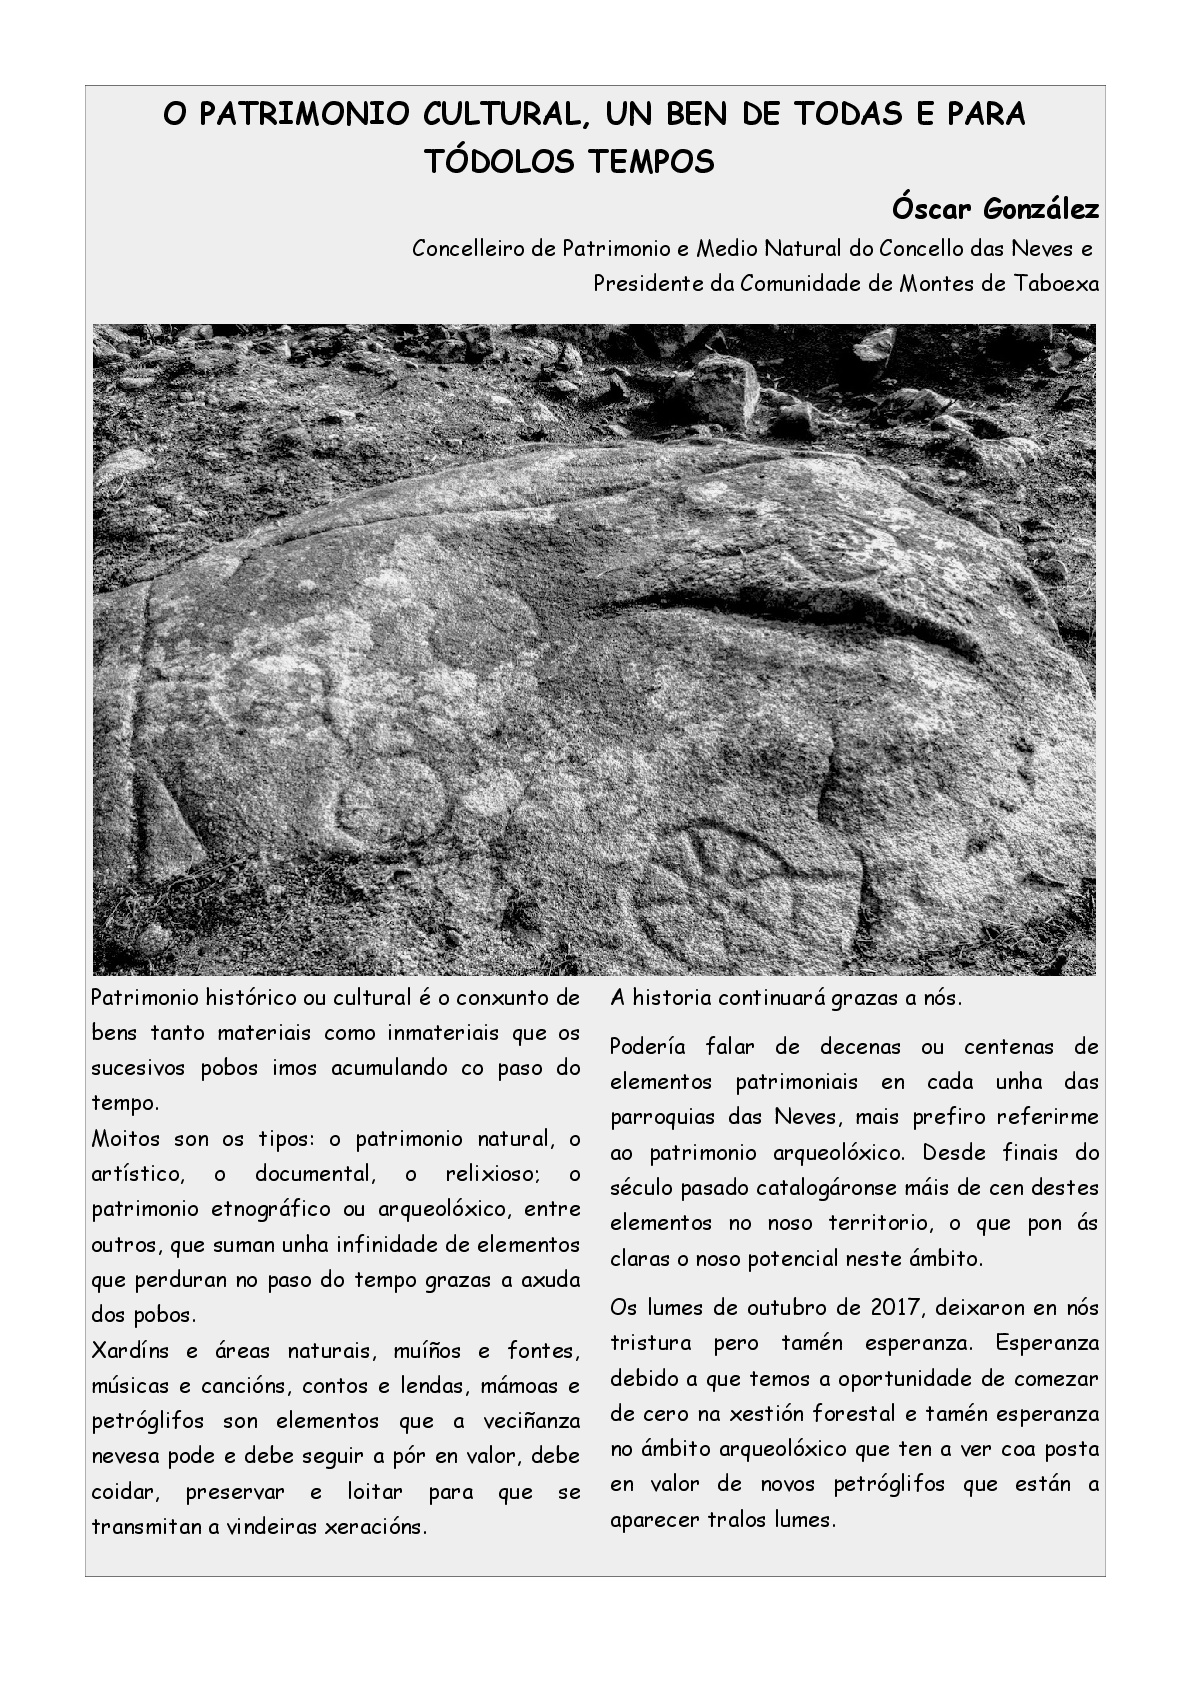 O PATRIMONIO CULTURAL, UN BEN DE TODAS E PARA
TÓDOLOS TEMPOS
Óscar González
Concelleiro de Patrimonio e Medio Natural do Concello das Neves e
Presidente da Comunidade de Montes de Taboexa
Patrimonio histórico ou cultural é o conxunto de
bens tanto materiais como inmateriais que os
sucesivos pobos imos acumulando co paso do
tempo.
Moitos son os tipos: o patrimonio natural, o
artístico, o documental, o relixioso; o
patrimonio etnográfico ou arqueolóxico, entre
outros, que suman unha infinidade de elementos
que perduran no paso do tempo grazas a axuda
dos pobos.
Xardíns e áreas naturais, muíños e fontes,
músicas e cancións, contos e lendas, mámoas e
petróglifos son elementos que a veciñanza
nevesa pode e debe seguir a pór en valor, debe
coidar, preservar e loitar para que se
transmitan a vindeiras xeracións.
A historia continuará grazas a nós.
Podería falar de decenas ou centenas de
elementos patrimoniais en cada unha das
parroquias das Neves, mais prefiro referirme
ao patrimonio arqueolóxico. Desde finais do
século pasado catalogáronse máis de cen destes
elementos no noso territorio, o que pon ás
claras o noso potencial neste ámbito.
Os lumes de outubro de 2017, deixaron en nós
tristura pero tamén esperanza. Esperanza
debido a que temos a oportunidade de comezar
de cero na xestión forestal e tamén esperanza
no ámbito arqueolóxico que ten a ver coa posta
en valor de novos petróglifos que están a
aparecer tralos lumes.